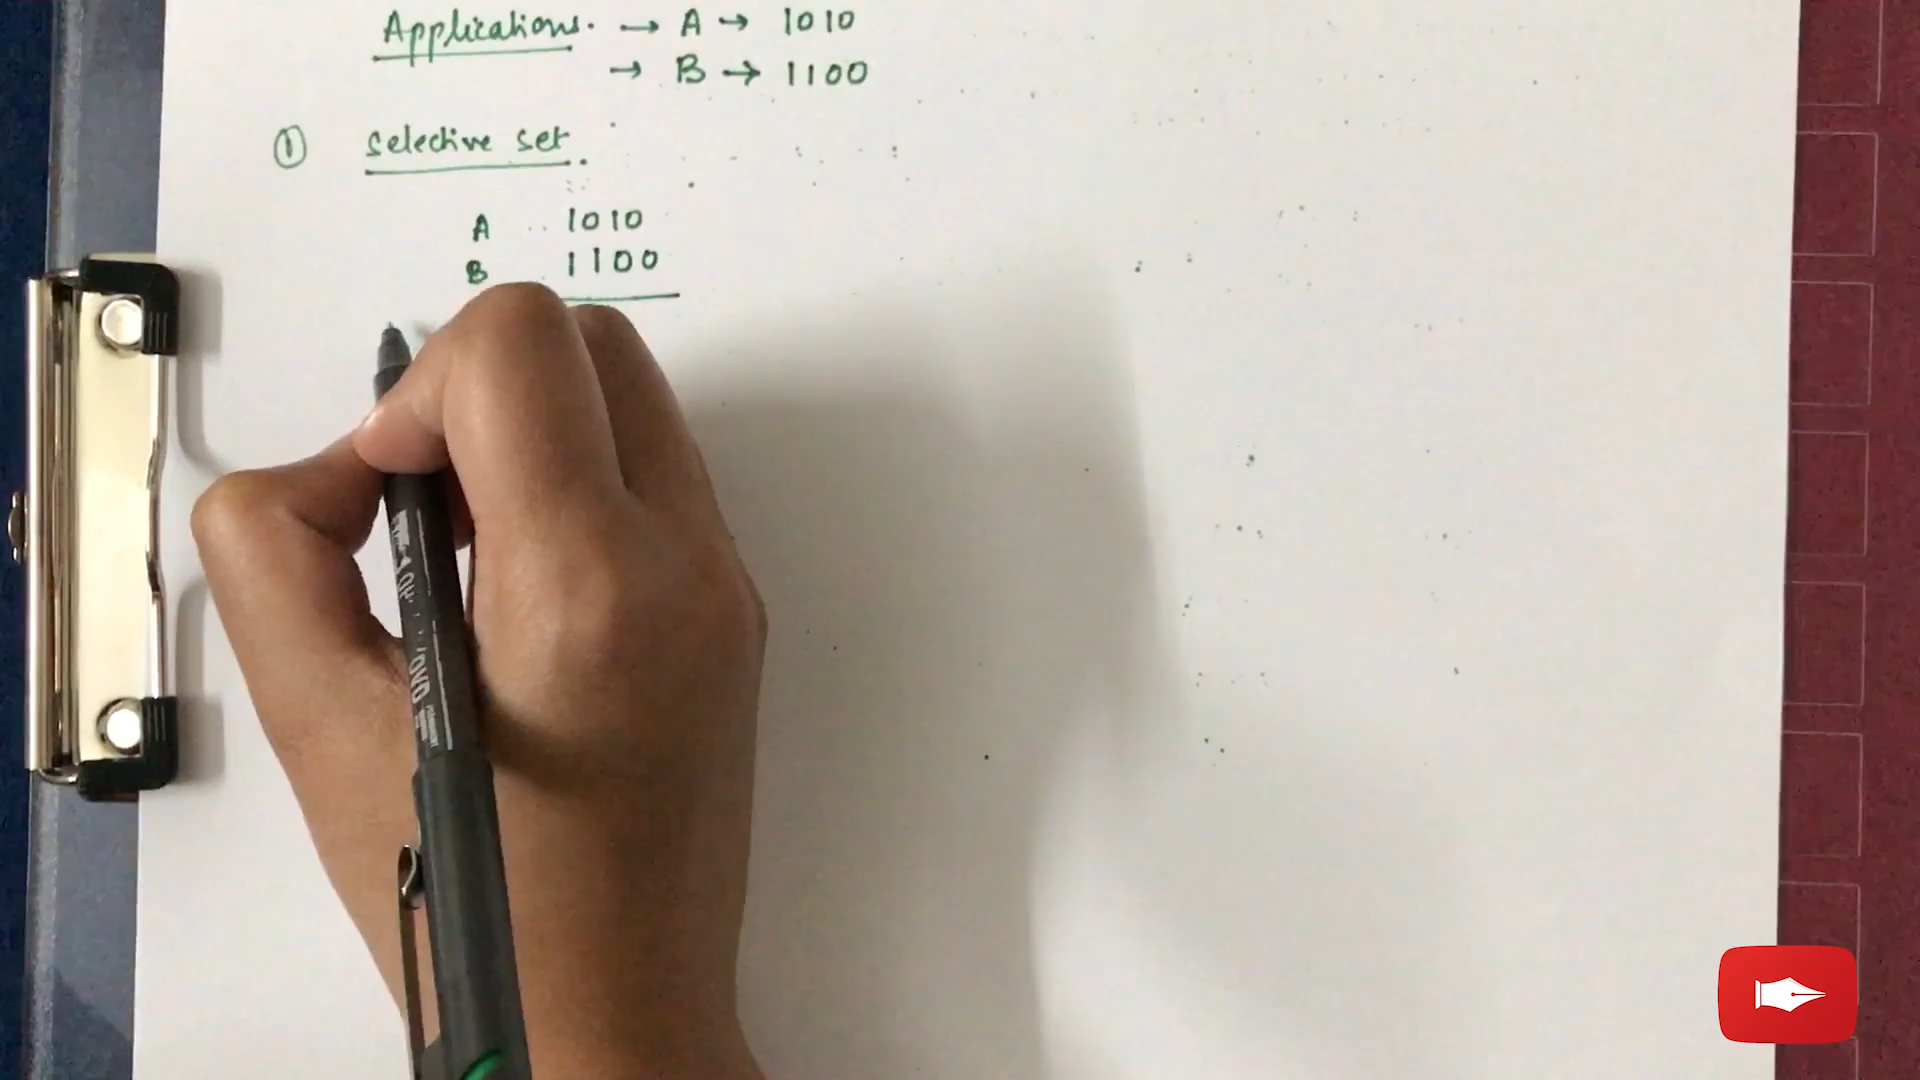 Applications. → A → 1010
→ B → 1100
① Selective set.
A 1010
B 1100